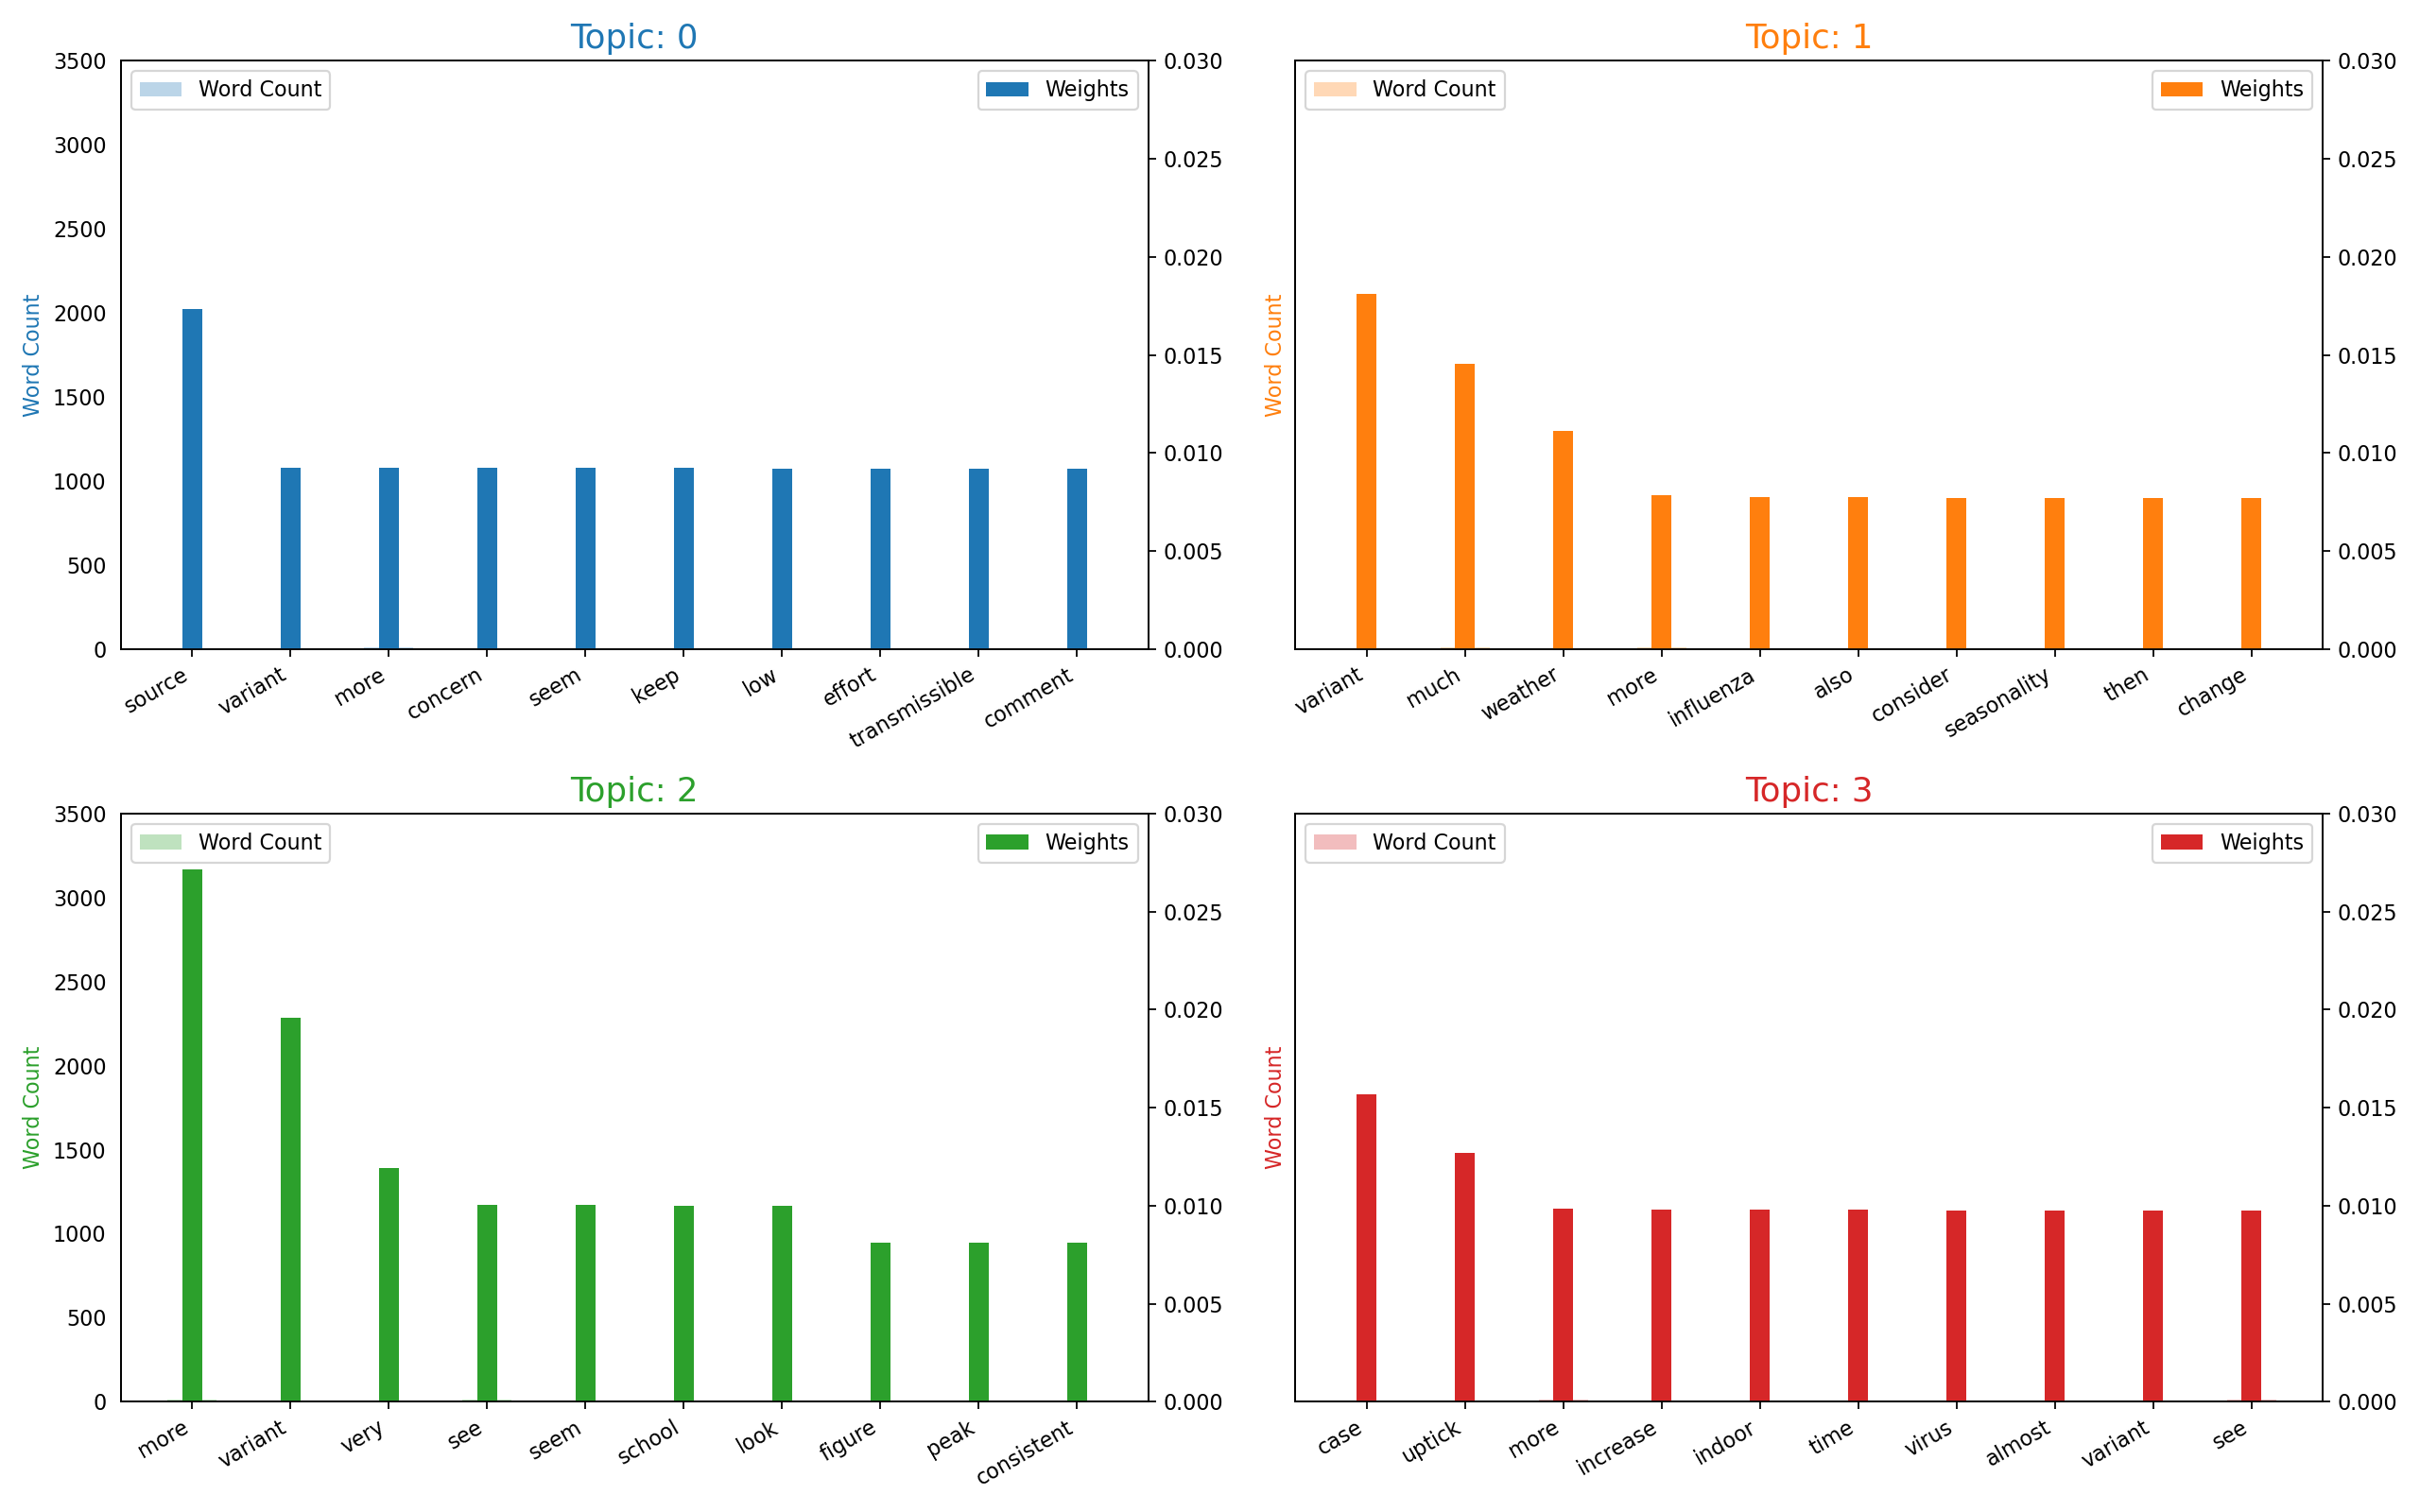 Topic: 0
Word Count
Weights
3500
3000
2500
2000
1500
1000
500
0
0.030
0.025
0.020
0.015
0.010
0.005
0.000
Word Count
source
variant
more
concern
seem
keep
low
effort
transmissible
comment
Topic: 1
Word Count
Weights
0.030
0.025
0.020
0.015
0.010
0.005
0.000
Word Count
variant
much
weather
more
influenza
also
consider
seasonality
then
change
Topic: 2
Word Count
Weights
3500
3000
2500
2000
1500
1000
500
0
0.030
0.025
0.020
0.015
0.010
0.005
0.000
Word Count
more
variant
very
see
seem
school
look
figure
peak
consistent
Topic: 3
Word Count
Weights
0.030
0.025
0.020
0.015
0.010
0.005
0.000
Word Count
case
uptick
more
increase
indoor
time
virus
almost
variant
see